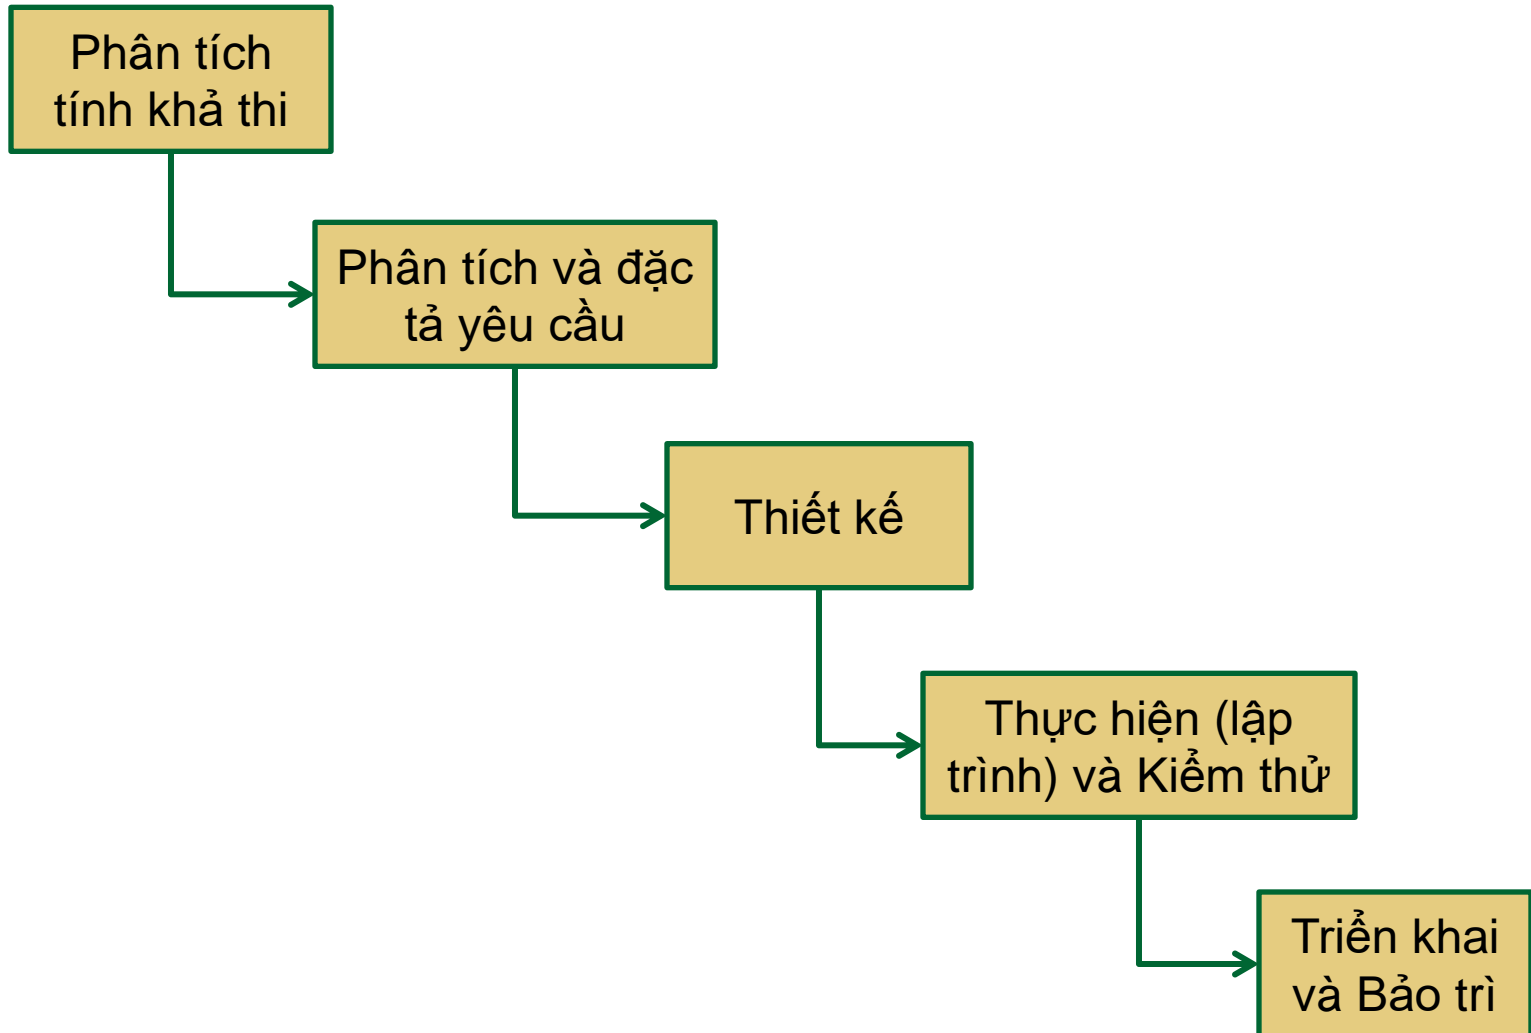 Phân tích
tính khả thi
Phân tích và đặc
tả yêu cầu
Thiết kế
Thực hiện (lập
trình) và Kiểm thử
Triển khai
và Bảo trì